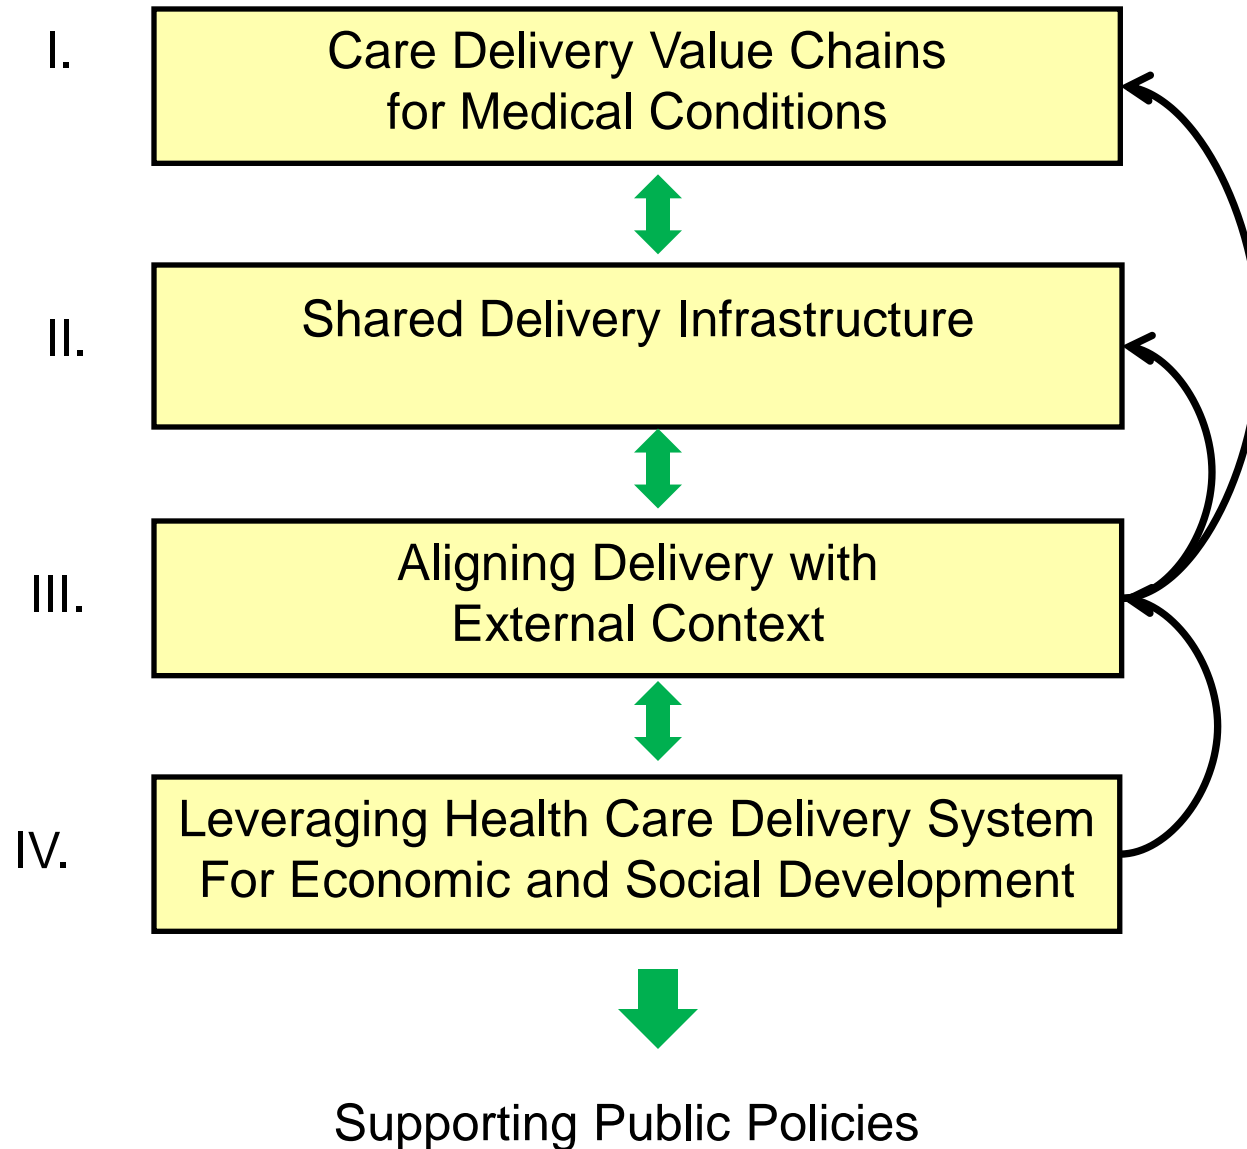 I.
Care Delivery Value Chains
for Medical Conditions
II.
Shared Delivery Infrastructure
III.
Aligning Delivery with
External Context
IV.
Leveraging Health Care Delivery System
For Economic and Social Development
Supporting Public Policies